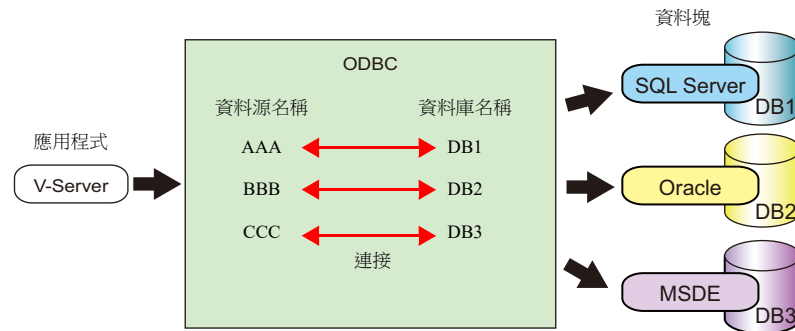 資料塊
ODBC
SQL Server
DB1
資料源名稱
資料庫名稱
應用程式
AAA
DB1
V-Server
BBB
DB2
Oracle
DB2
CCC
DB3
連接
MSDE
DB3